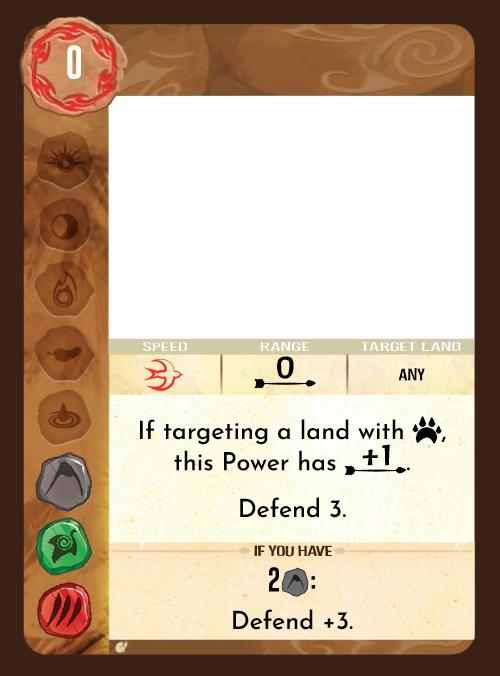 0
SPEED RANGE TARGET LAND
0 ANY
If targeting a land with ,
this Power has +1.
Defend 3.
IF YOU HAVE
2 :
Defend +3.